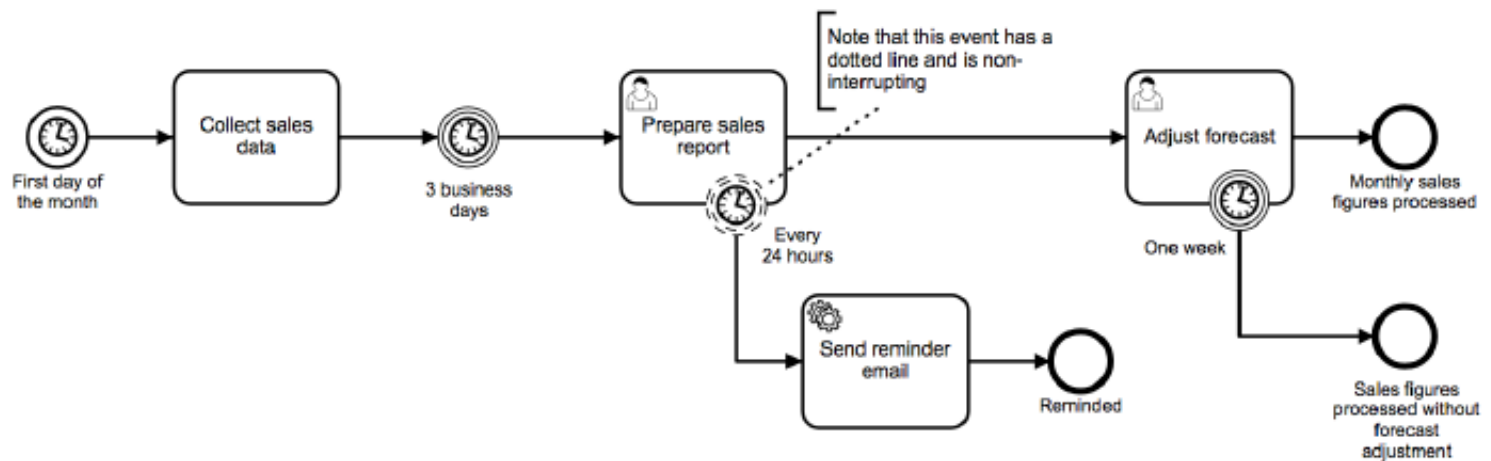 First day of
the month
Collect sales
data
3 business
days
Prepare sales
report
Note that this event has a
dotted line and is non-
interrupting
Every
24 hours
Send reminder
email
Reminded
Adjust forecast
One week
Monthly sales
figures processed
Sales figures
processed without
forecast
adjustment